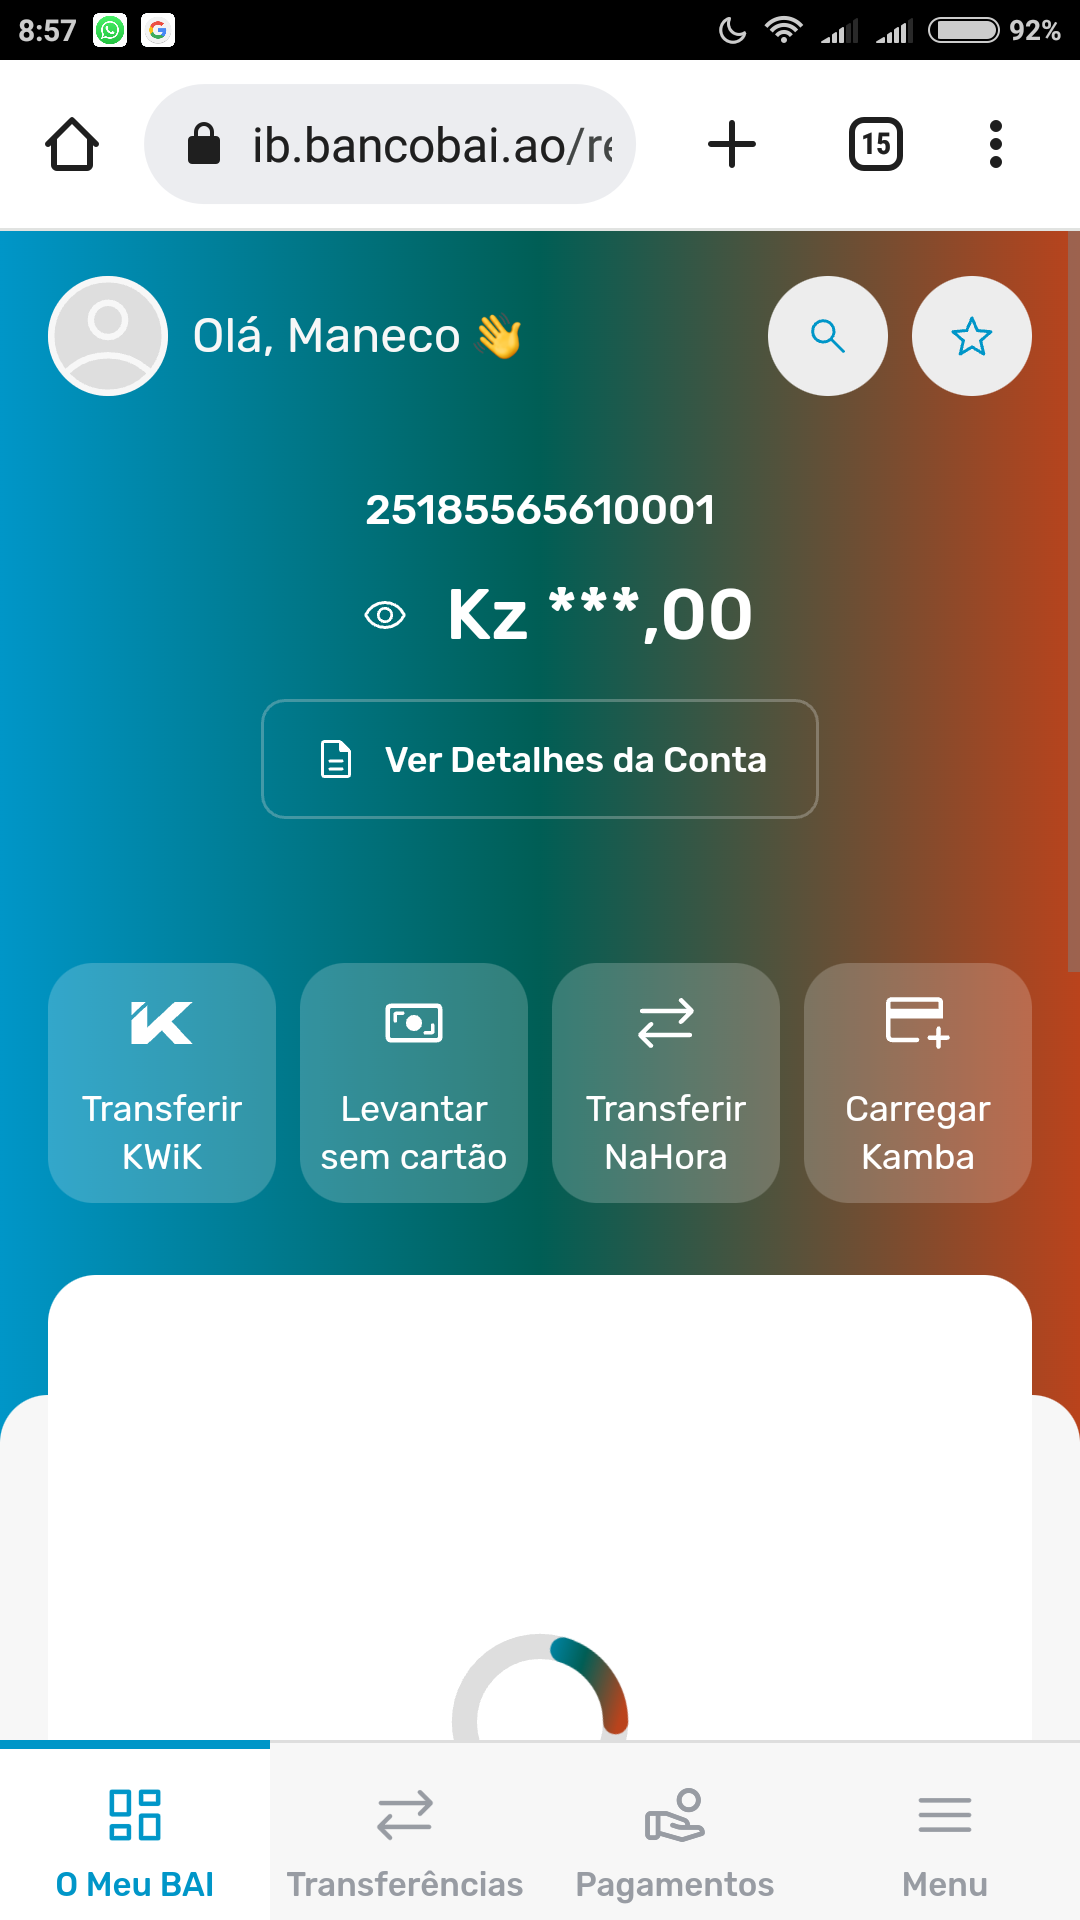 8:57
92%
ib.bancobai.ao/re
15
Olá, Maneco 👋
25185565610001
Kz ***,00
Ver Detalhes da Conta
Transferir
KWiK
Levantar
sem cartão
Transferir
NaHora
Carregar
Kamba
O Meu BAI
Transferências
Pagamentos
Menu